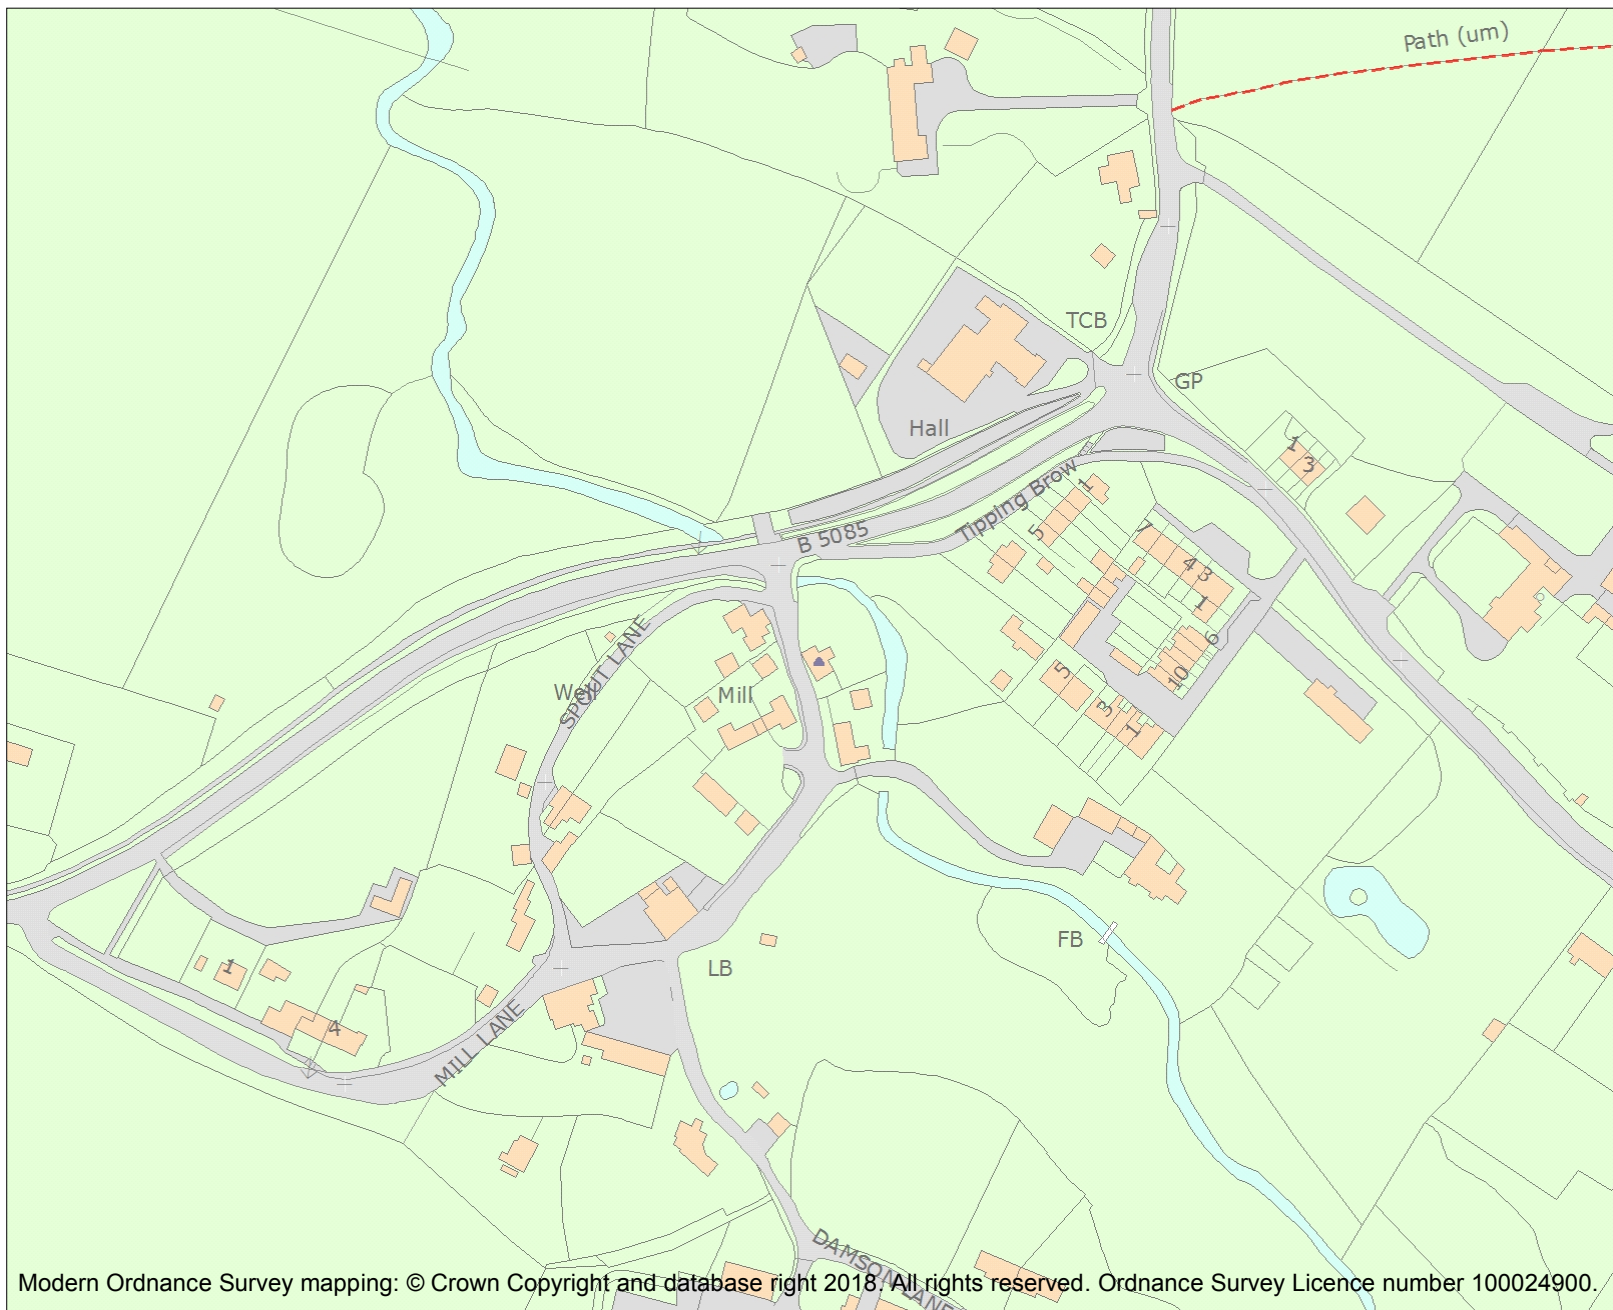 Path (um)
TCB
GP
Hall
1
3
B 5085
Tipping Brow
1
5
7
4 3
1
6
10
5
3
1
SPOUT LANE
Well
Mill
FB
LB
1
4
MILL LANE
DAMSON LANE
Modern Ordnance Survey mapping: © Crown Copyright and database right 2018. All rights reserved. Ordnance Survey Licence number 100024900.